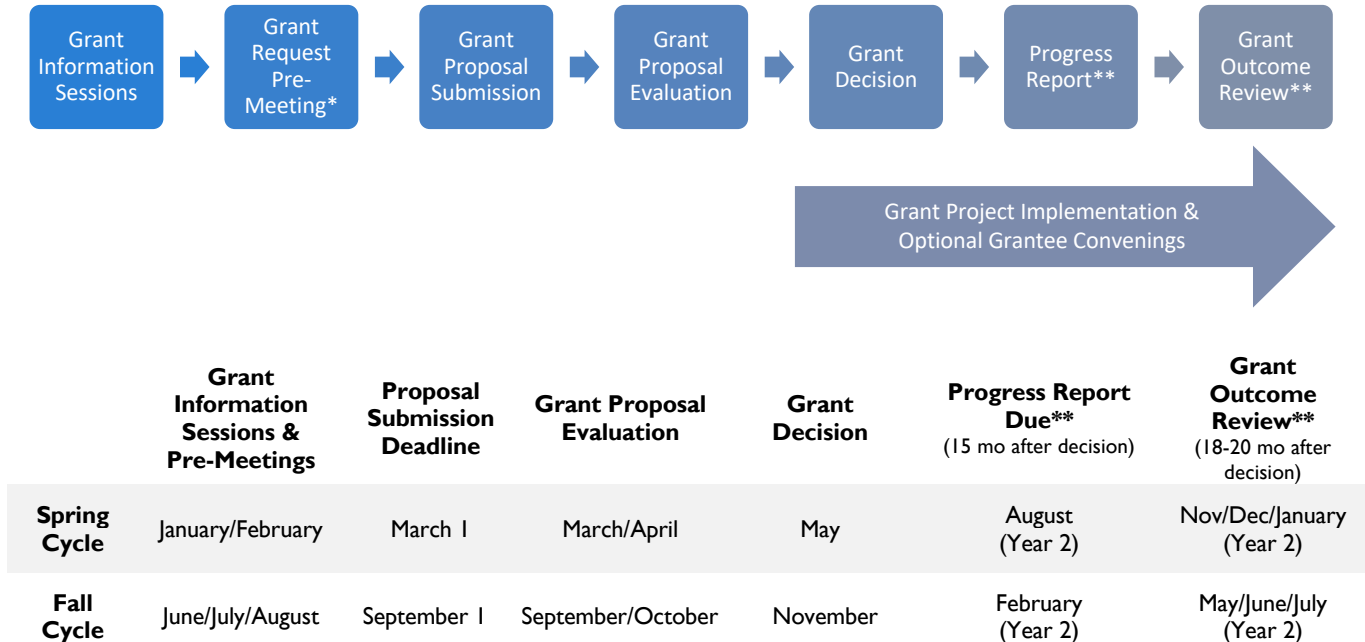 Grant
Information
Sessions
Grant
Request
Pre-
Meeting*
Grant
Proposal
Submission
Grant
Proposal
Evaluation
Grant
Decision
Progress
Report**
Grant
Outcome
Review**
Grant Project Implementation &
Optional Grantee Convenings
Grant
Information
Sessions &
Pre-Meetings
Proposal
Submission
Deadline
Grant Proposal
Evaluation
Grant
Decision
Progress Report
Due**
(15 mo after decision)
Grant
Outcome
Review**
(18-20 mo after
decision)
Spring
Cycle
January/February
March 1
March/April
May
August
(Year 2)
Nov/Dec/January
(Year 2)
Fall
Cycle
June/July/August
September 1
September/October
November
February
(Year 2)
May/June/July
(Year 2)